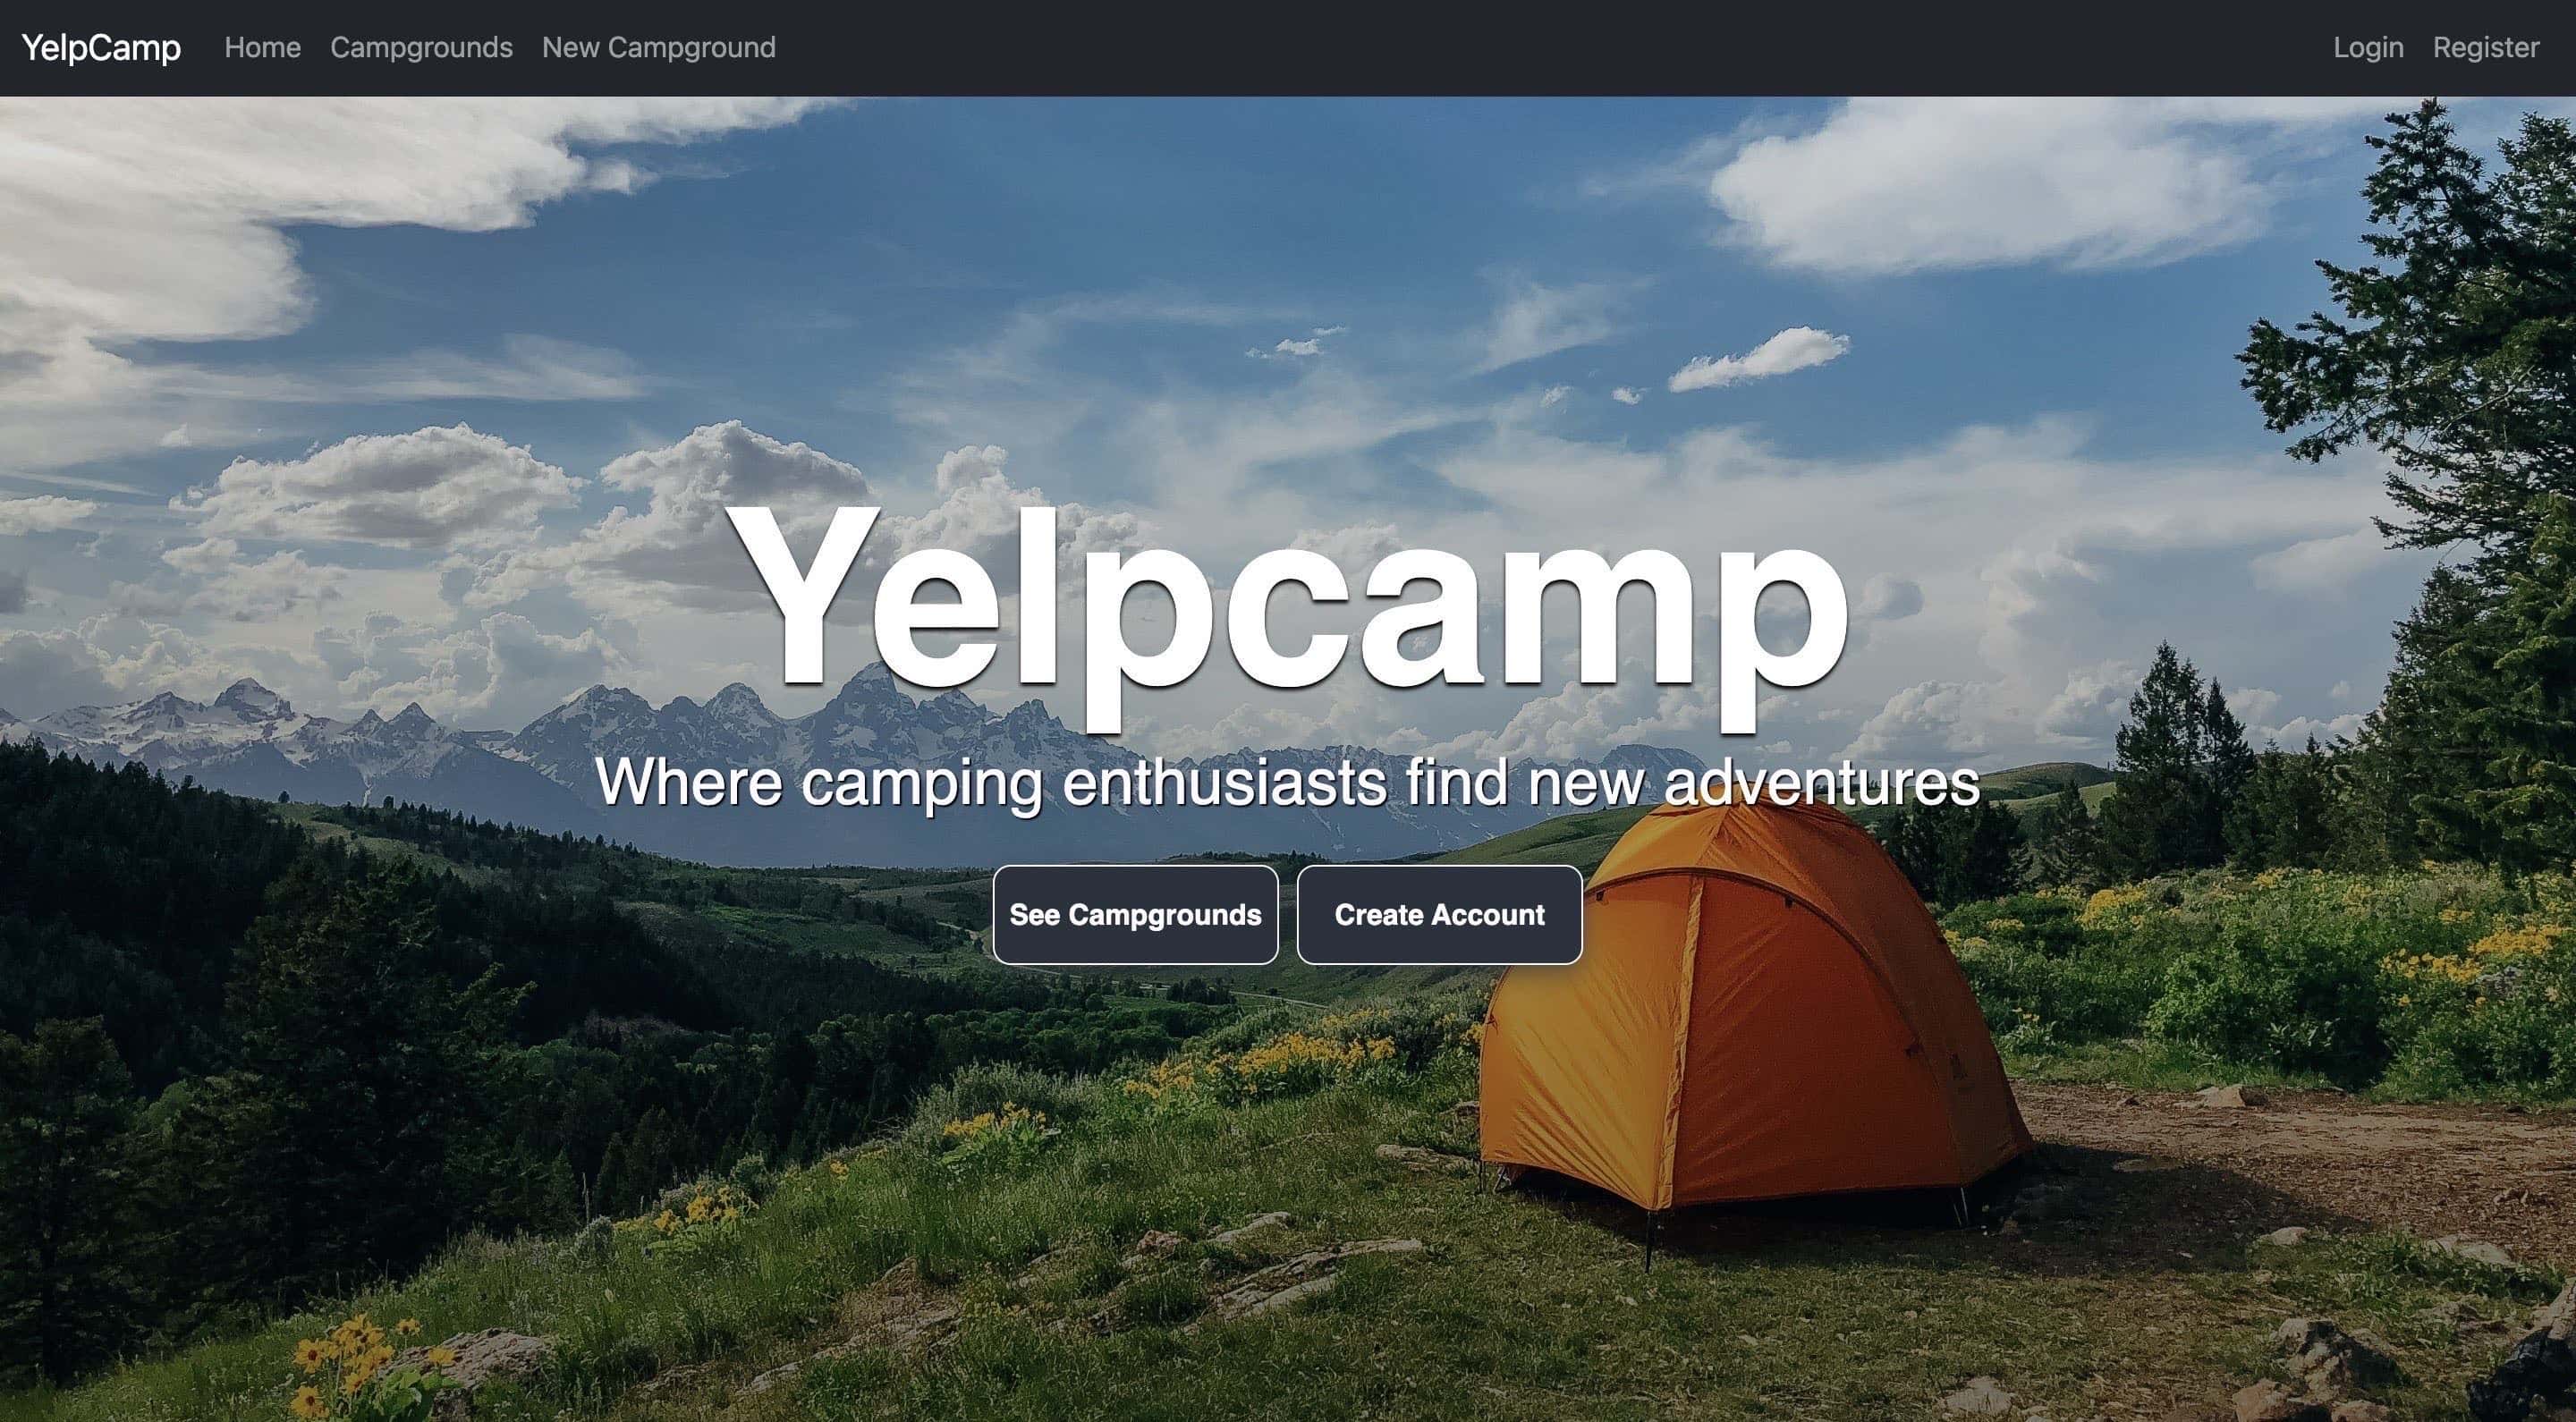 YelpCamp Home Campgrounds New Campground Login Register
Yelpcamp
Where camping enthusiasts find new adventures
See Campgrounds Create Account